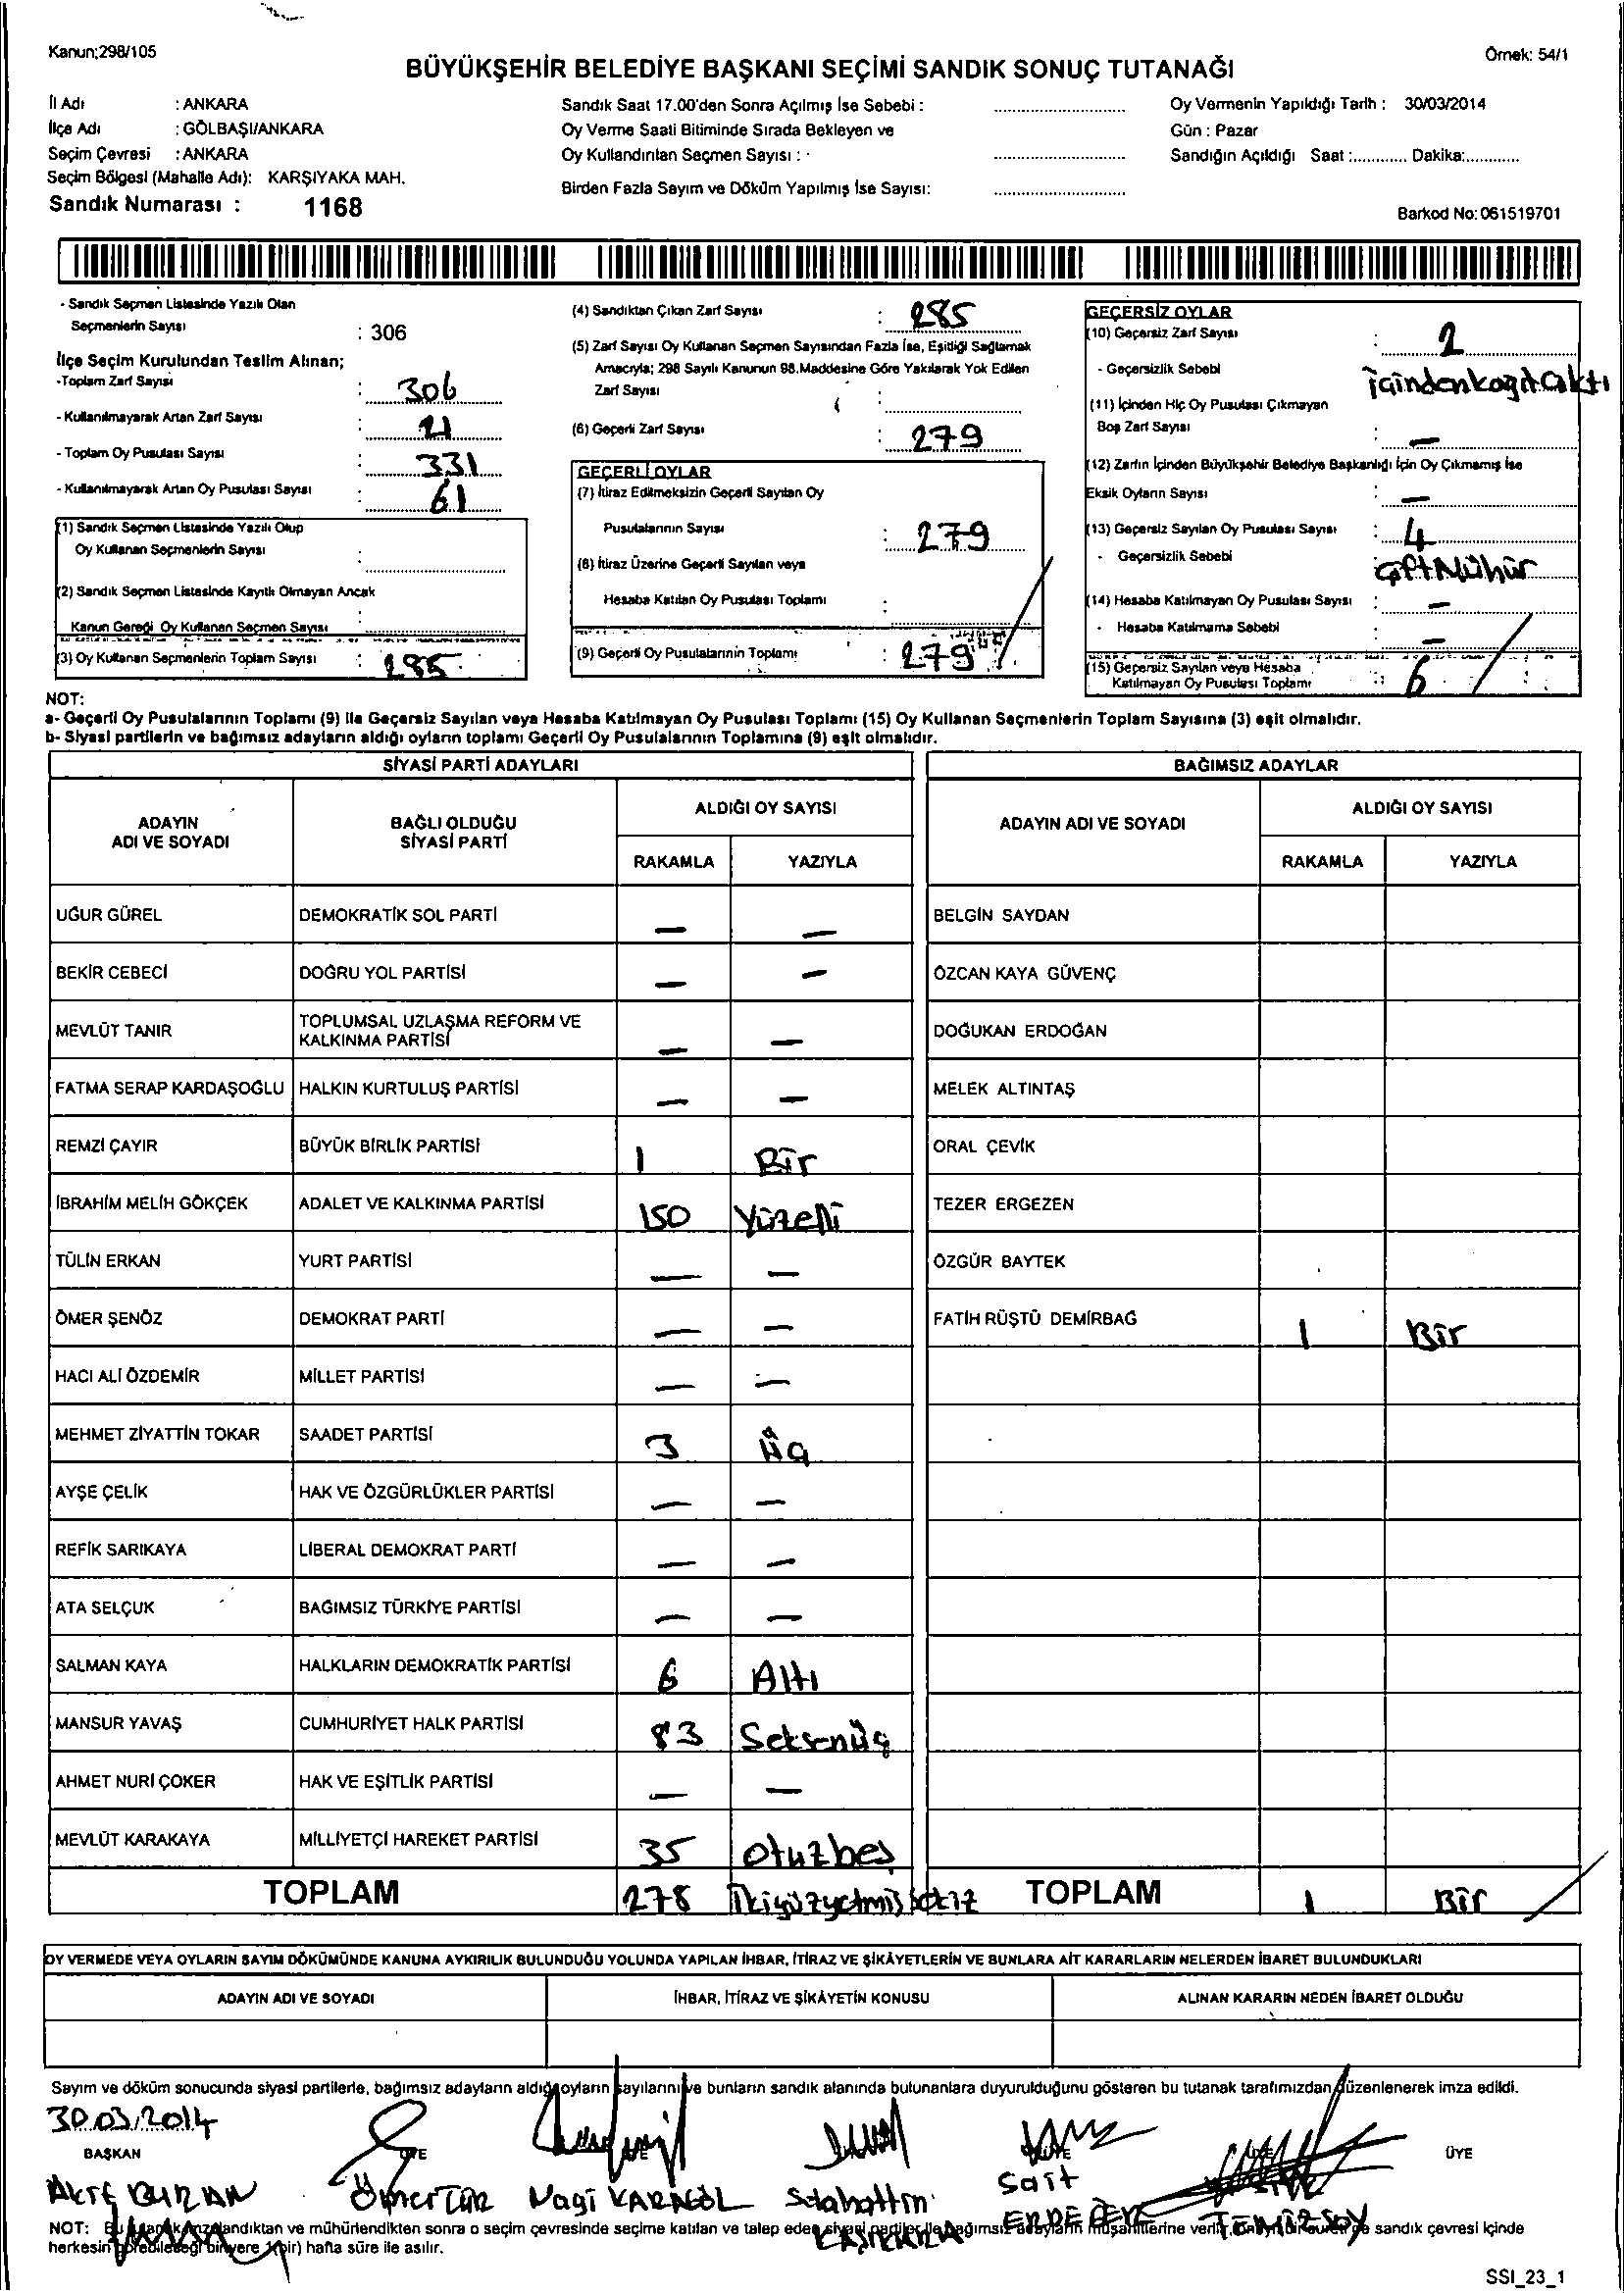 Kanun;298/105
Örnek: 54/1
BÜYÜKŞEHİR BELEDİYE BAŞKANI SEÇİMİ SANDIK SONUÇ TUTANAĞI
İl Adı : ANKARA
İlçe Adı : GÖLBAŞI/ANKARA
Seçim Çevresi : ANKARA
Seçim Bölgesi (Mahalle Adı): KARŞIYAKA MAH.
Sandık Numarası : 1168
Sandık Saat 17.00'den Sonra Açılmış İse Sebebi : ......................
Oy Verme Saati Bitiminde Sırada Bekleyen ve
Oy Kullandırılan Seçmen Sayısı : ......................
Birden Fazla Sayım ve Döküm Yapılmış İse Sayısı: ......................
Oy Vermenin Yapıldığı Tarih : 30/03/2014
Gün : Pazar
Sandığın Açıldığı Saat :............ Dakika:............
Barkod No: 061519701
- Sandık Seçmen Listesinde Yazılı Olan
Seçmenlerin Sayısı : 306
İlçe Seçim Kurulundan Teslim Alınan;
-Toplam Zarf Sayısı : 306
- Kullanılmayarak Artan Zarf Sayısı : 21
- Toplam Oy Pusulası Sayısı : 331
- Kullanılmayarak Artan Oy Pusulası Sayısı : 61
(1) Sandık Seçmen Listesinde Yazılı Olup
Oy Kullanan Seçmenlerin Sayısı :
(2) Sandık Seçmen Listesinde Kayıtlı Olmayan Ancak
Kanun Gereği Oy Kullanan Seçmen Sayısı :
(3) Oy Kullanan Seçmenlerin Toplam Sayısı : 285
(4) Sandıktan Çıkan Zarf Sayısı : 285
(5) Zarf Sayısı Oy Kullanan Seçmen Sayısından Fazla İse, Eşitliği Sağlamak
Amacıyla; 298 Sayılı Kanunun 98.Maddesine Göre Yakılarak Yok Edilen
Zarf Sayısı :
(6) Geçerli Zarf Sayısı : 279
GEÇERLİ OYLAR
(7) İtiraz Edilmeksizin Geçerli Sayılan Oy
Pusulalarının Sayısı : 279
(8) İtiraz Üzerine Geçerli Sayılan veya
Hesaba Katılan Oy Pusulası Toplamı :
(9) Geçerli Oy Pusulalarının Toplamı : 279
GEÇERSİZ OYLAR
(10) Geçersiz Zarf Sayısı : 2
- Geçersizlik Sebebi içinden kağıt çıktı
(11) İçinden Hiç Oy Pusulası Çıkmayan
Boş Zarf Sayısı : —
(12) Zarfın İçinden Büyükşehir Belediye Başkanlığı İçin Oy Çıkmamış İse
Eksik Oyların Sayısı : —
(13) Geçersiz Sayılan Oy Pusulası Sayısı : 4
- Geçersizlik Sebebi çift Mühür
(14) Hesaba Katılmayan Oy Pusulası Sayısı : —
- Hesaba Katılmama Sebebi : —
(15) Geçersiz Sayılan veya Hesaba
Katılmayan Oy Pusulası Toplamı : 6
NOT:
a- Geçerli Oy Pusulalarının Toplamı (9) ile Geçersiz Sayılan veya Hesaba Katılmayan Oy Pusulası Toplamı (15) Oy Kullanan Seçmenlerin Toplam Sayısına (3) eşit olmalıdır.
b- Siyasi partilerin ve bağımsız adayların aldığı oyların toplamı Geçerli Oy Pusulalarının Toplamına (9) eşit olmalıdır.
SİYASİ PARTİ ADAYLARI
ADAYIN ADI VE SOYADI
BAĞLI OLDUĞU SİYASİ PARTİ
ALDIĞI OY SAYISI
RAKAMLA YAZIYLA
UĞUR GÜREL DEMOKRATİK SOL PARTİ — —
BEKİR CEBECİ DOĞRU YOL PARTİSİ — —
MEVLÜT TANIR TOPLUMSAL UZLAŞMA REFORM VE KALKINMA PARTİSİ — —
FATMA SERAP KARDAŞOĞLU HALKIN KURTULUŞ PARTİSİ — —
REMZİ ÇAYIR BÜYÜK BİRLİK PARTİSİ 1 Bir
İBRAHİM MELİH GÖKÇEK ADALET VE KALKINMA PARTİSİ 150 Yüzelli
TÜLİN ERKAN YURT PARTİSİ — —
ÖMER ŞENÖZ DEMOKRAT PARTİ — —
HACI ALİ ÖZDEMİR MİLLET PARTİSİ — —
MEHMET ZİYATTİN TOKAR SAADET PARTİSİ 3 Üç
AYŞE ÇELİK HAK VE ÖZGÜRLÜKLER PARTİSİ — —
REFİK SARIKAYA LİBERAL DEMOKRAT PARTİ — —
ATA SELÇUK BAĞIMSIZ TÜRKİYE PARTİSİ — —
SALMAN KAYA HALKLARIN DEMOKRATİK PARTİSİ 6 Altı
MANSUR YAVAŞ CUMHURİYET HALK PARTİSİ 83 Seksenüç
AHMET NURİ ÇOKER HAK VE EŞİTLİK PARTİSİ — —
MEVLÜT KARAKAYA MİLLİYETÇİ HAREKET PARTİSİ 35 otuzbeş
TOPLAM 278 İkiyüzyetmişsekiz
BAĞIMSIZ ADAYLAR
ADAYIN ADI VE SOYADI
ALDIĞI OY SAYISI
RAKAMLA YAZIYLA
BELGİN SAYDAN
ÖZCAN KAYA GÜVENÇ
DOĞUKAN ERDOĞAN
MELEK ALTINTAŞ
ORAL ÇEVİK
TEZER ERGEZEN
ÖZGÜR BAYTEK
FATİH RÜŞTÜ DEMİRBAĞ 1 Bir
TOPLAM 1 Bir
OY VERMEDE VEYA OYLARIN SAYIM DÖKÜMÜNDE KANUNA AYKIRILIK BULUNDUĞU YOLUNDA YAPILAN İHBAR, İTİRAZ VE ŞİKÂYETLERİN VE BUNLARA AİT KARARLARIN NELERDEN İBARET BULUNDUKLARI
ADAYIN ADI VE SOYADI İHBAR, İTİRAZ VE ŞİKÂYETİN KONUSU ALINAN KARARIN NEDEN İBARET OLDUĞU
Sayım ve döküm sonucunda siyasi partilerle, bağımsız adayların aldığı oyların sayılarını ve bunların sandık alanında bulunanlara duyurulduğunu gösteren bu tutanak tarafımızdan düzenlenerek imza edildi.
30.03.2014
BAŞKAN ÜYE ÜYE ÜYE ÜYE
Akif Ömer Nagi KARAGÖL Selahattin Sait
TEMİZSOY
NOT: Bu tutanak imzalandıktan ve mühürlendikten sonra o seçim çevresinde seçime katılan ve talep eden siyasi partiler ile bağımsız adayların müşahitlerine verilir. sandık çevresi içinde
herkesin görebileceği bir yere 1(bir) hafta süre ile asılır.
SSI_23_1